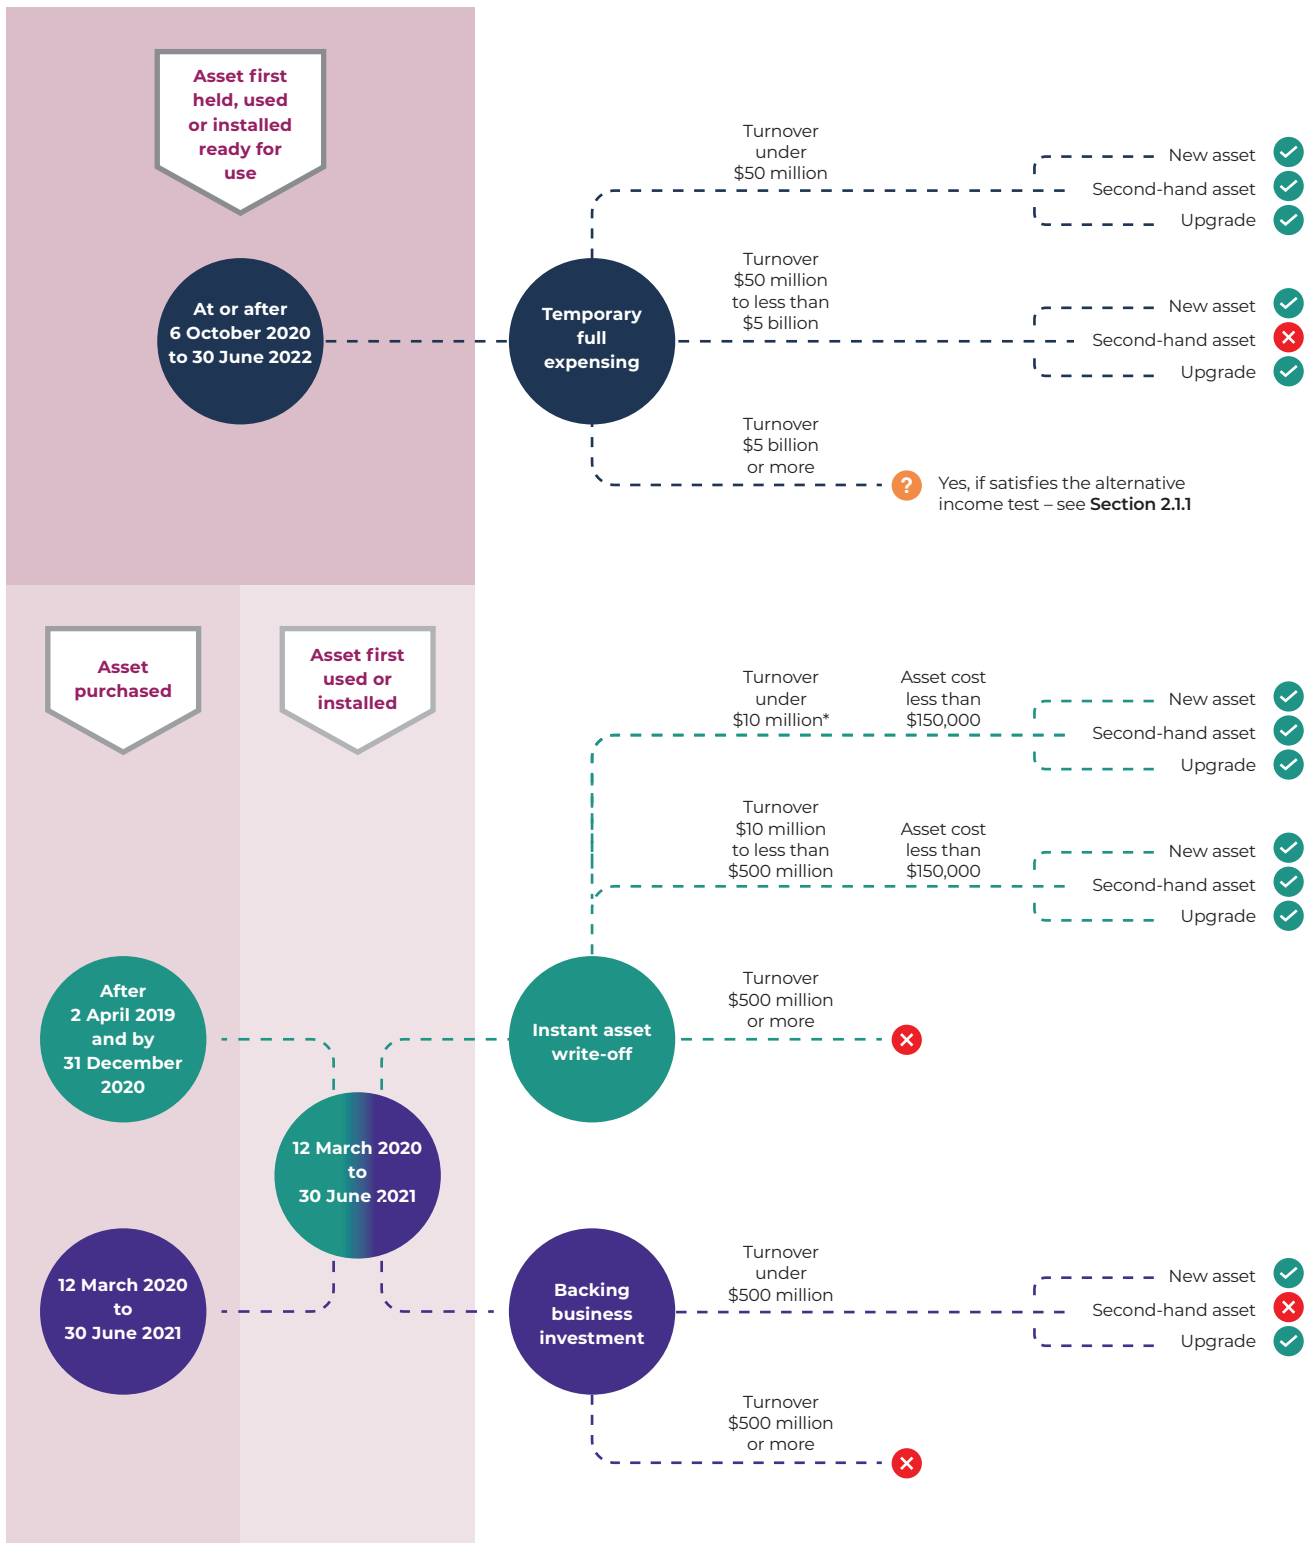 Asset first
held, used
or installed
ready for
use
At or after
6 October 2020
to 30 June 2022
Temporary
full
expensing
Turnover
under
$50 million
New asset
Second-hand asset
Upgrade
Turnover
$50 million
to less than
$5 billion
New asset
Second-hand asset
Upgrade
Turnover
$5 billion
or more
?
Yes, if satisfies the alternative
income test – see Section 2.1.1
Asset
purchased
Asset first
used or
installed
Turnover
under
$10 million*
Asset cost
less than
$150,000
New asset
Second-hand asset
Upgrade
Turnover
$10 million
to less than
$500 million
Asset cost
less than
$150,000
New asset
Second-hand asset
Upgrade
After
2 April 2019
and by
31 December
2020
Instant asset
write-off
Turnover
$500 million
or more
12 March 2020
to
30 June 2021
12 March 2020
to
30 June 2021
Backing
business
investment
Turnover
under
$500 million
New asset
Second-hand asset
Upgrade
Turnover
$500 million
or more